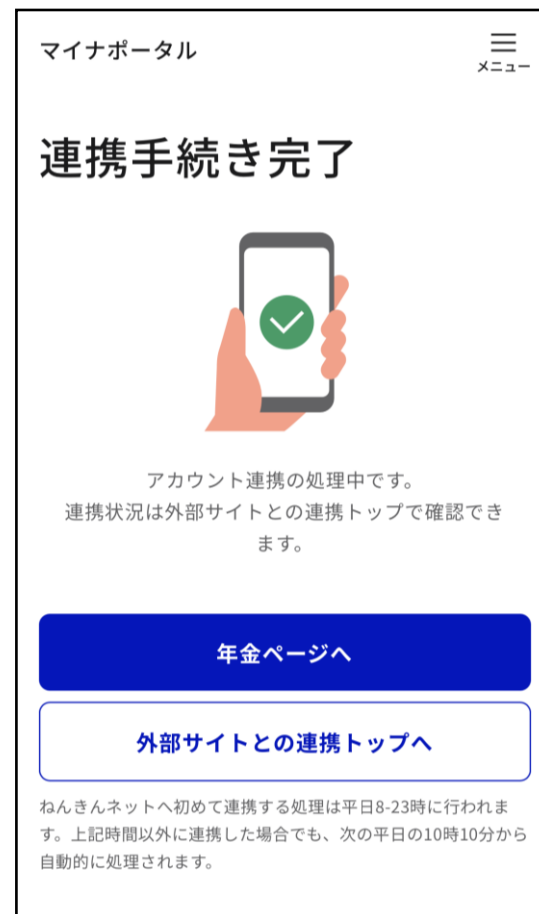 マイナポータル
メニュー
連携手続き完了
アカウント連携の処理中です。
連携状況は外部サイトとの連携トップで確認でき
ます。
年金ページへ
外部サイトとの連携トップへ
ねんきんネットへ初めて連携する処理は平日8-23時に行われま
す。上記時間以外に連携した場合でも、次の平日の10時10分から
自動的に処理されます。